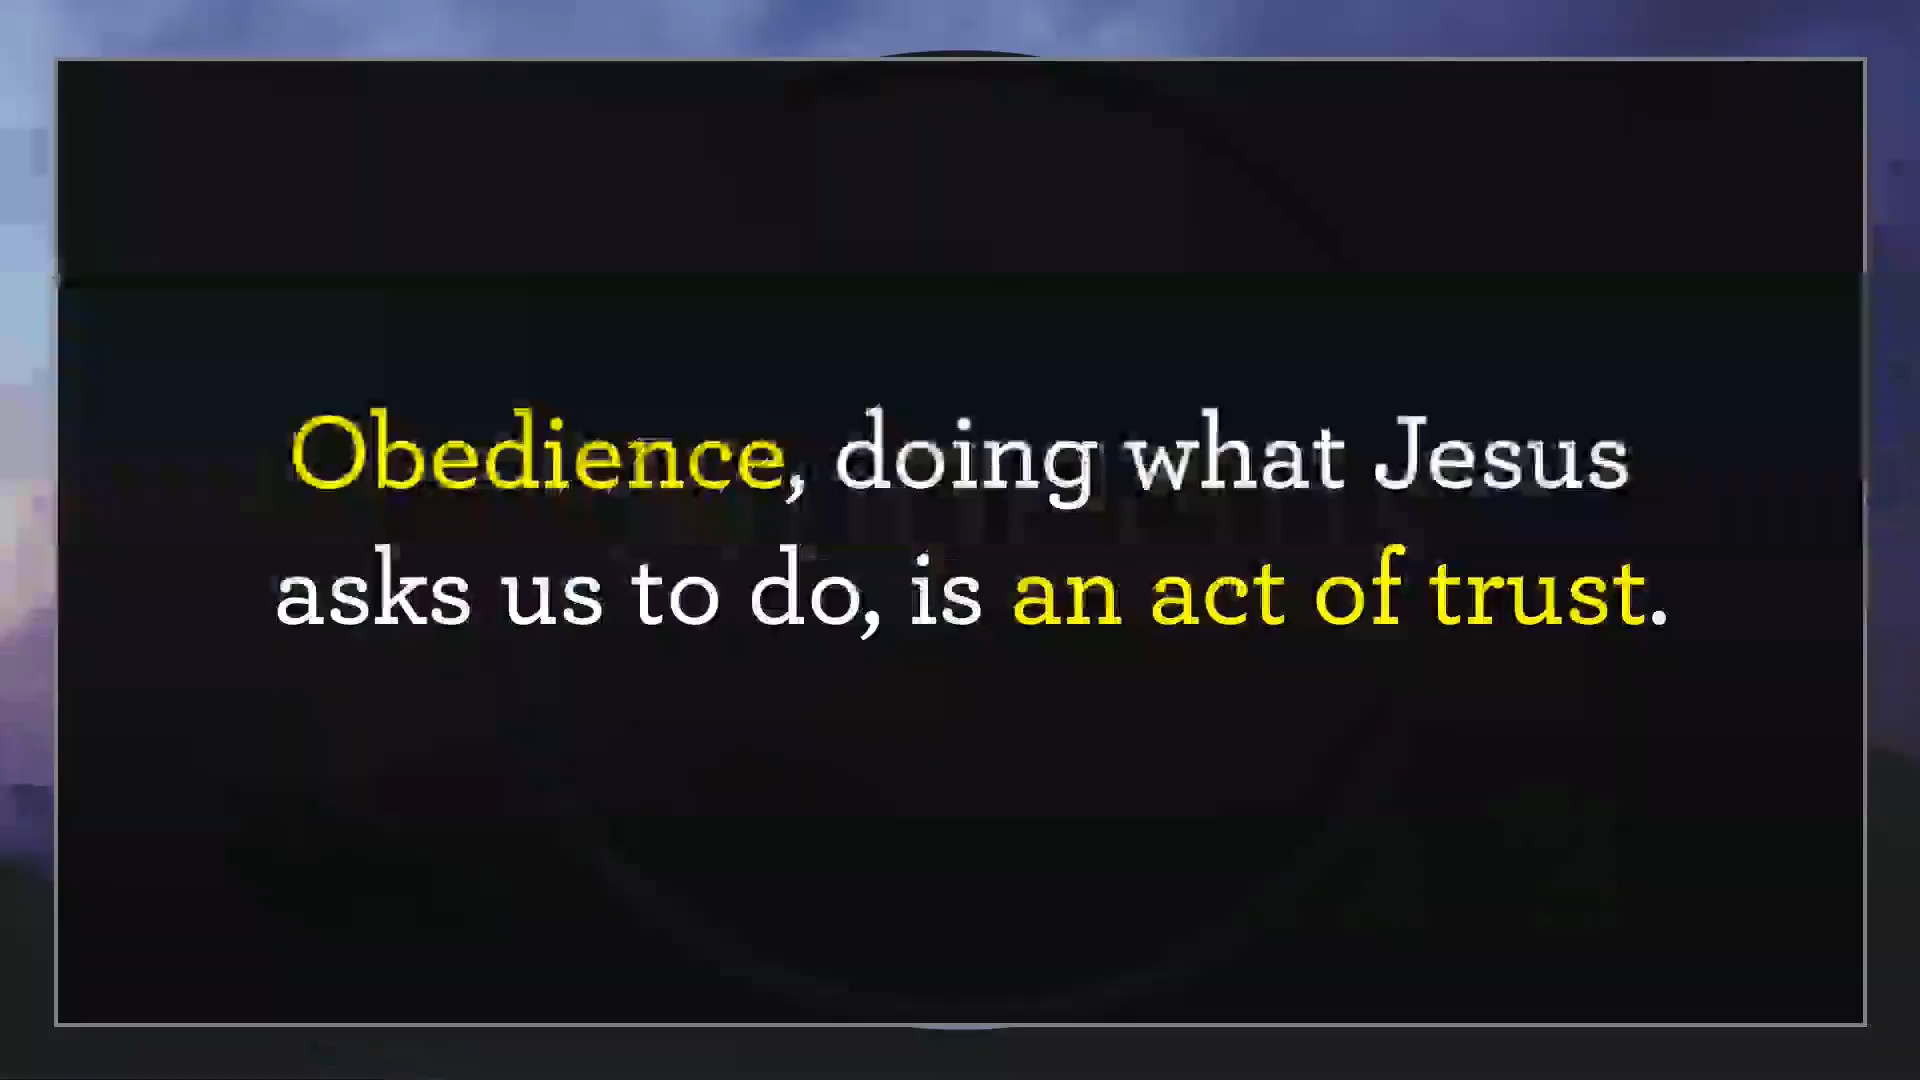 Obedience, doing what Jesus
asks us to do, is an act of trust.